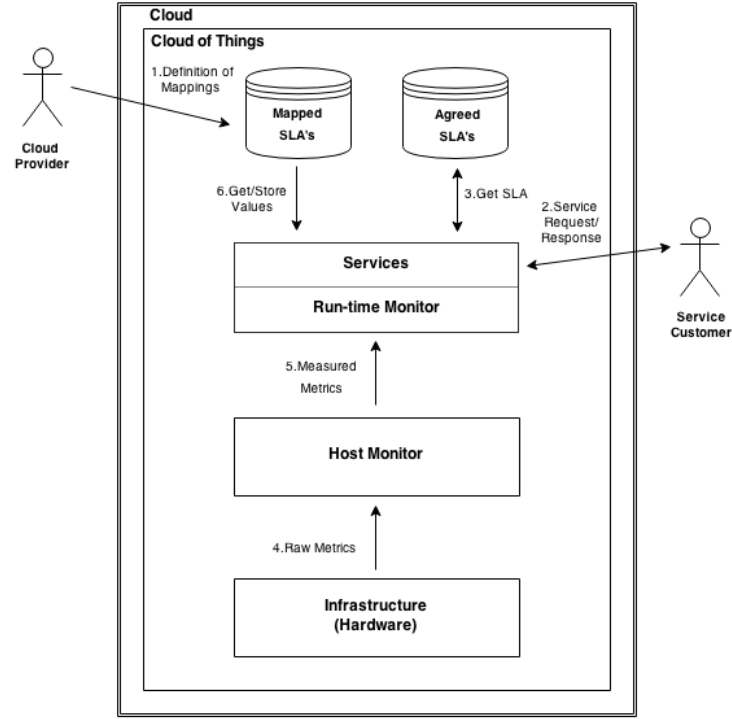 Cloud
Cloud of Things
1.Definition of
Mappings
Cloud
Provider
Mapped
SLA's
Agreed
SLA's
6.Get/Store
Values
3.Get SLA
2.Service
Request/
Response
Service
Customer
Services
Run-time Monitor
5.Measured
Metrics
Host Monitor
4.Raw Metrics
Infrastructure
(Hardware)